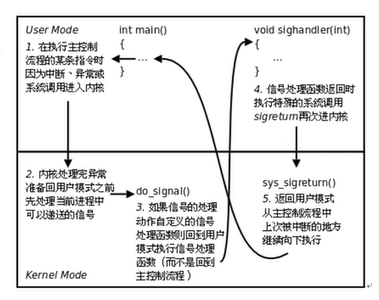 User Mode
int main()
{
...
}
void sighandler(int)
{
...
}
1. 在执行主控制
流程的某条指令时
因为中断、异常或
系统调用进入内核
4. 信号处理函数返回时
执行特殊的系统调用
sigreturn再次进内核
2. 内核处理完异常
准备回用户模式之前
先处理当前进程中
可以递送的信号
do_signal()
3. 如果信号的处理
动作自定义的信号
处理函数则回到用户
模式执行信号处理
函数（而不是回到
主控制流程）
sys_sigreturn()
5. 返回用户模式
从主控制流程中
上次被中断的地方
继续向下执行
Kernel Mode